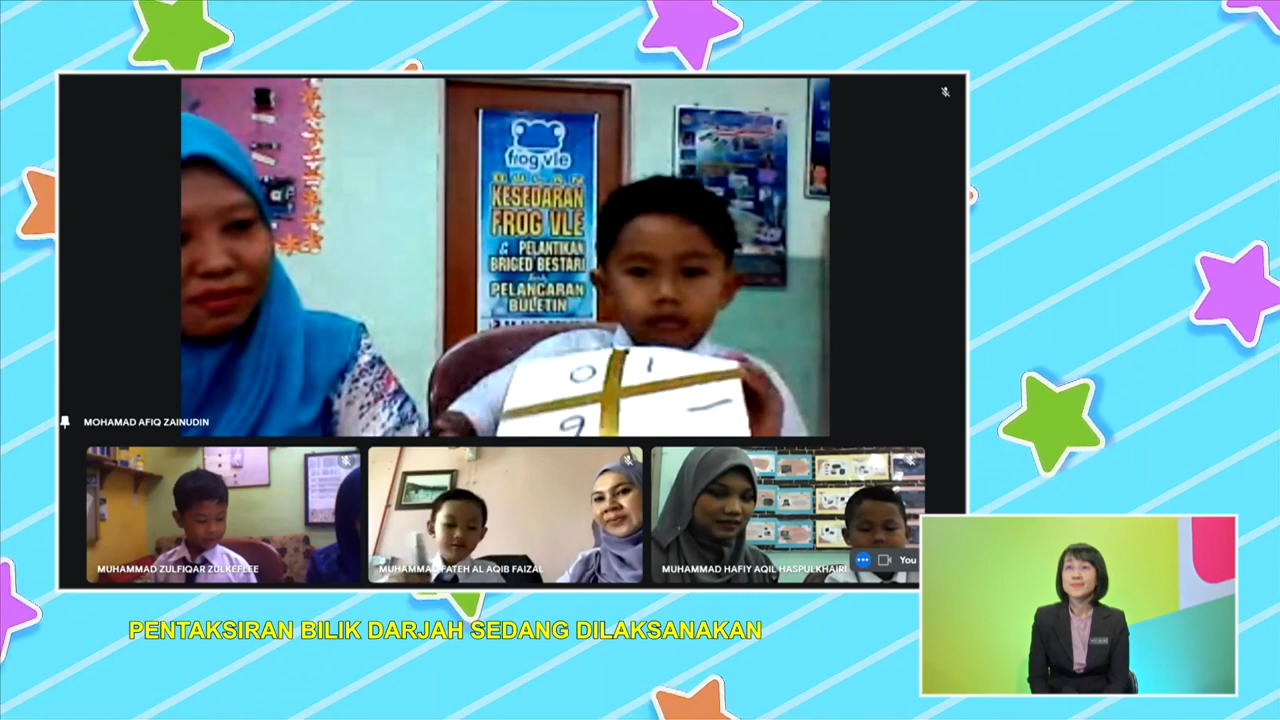 frog vle
KESEDARAN
FROG VLE
& PELANTIKAN
BRIGED BESTARI
PELANCARAN
BULETIN
0 1
9 –
MOHAMAD AFIQ ZAINUDIN
MUHAMMAD ZULFIQAR ZULKEFLEE
MUHAMMAD FATEH AL AQIB FAIZAL
MUHAMMAD HAFIY AQIL HASPULKHAIRI
You
PENTAKSIRAN BILIK DARJAH SEDANG DILAKSANAKAN